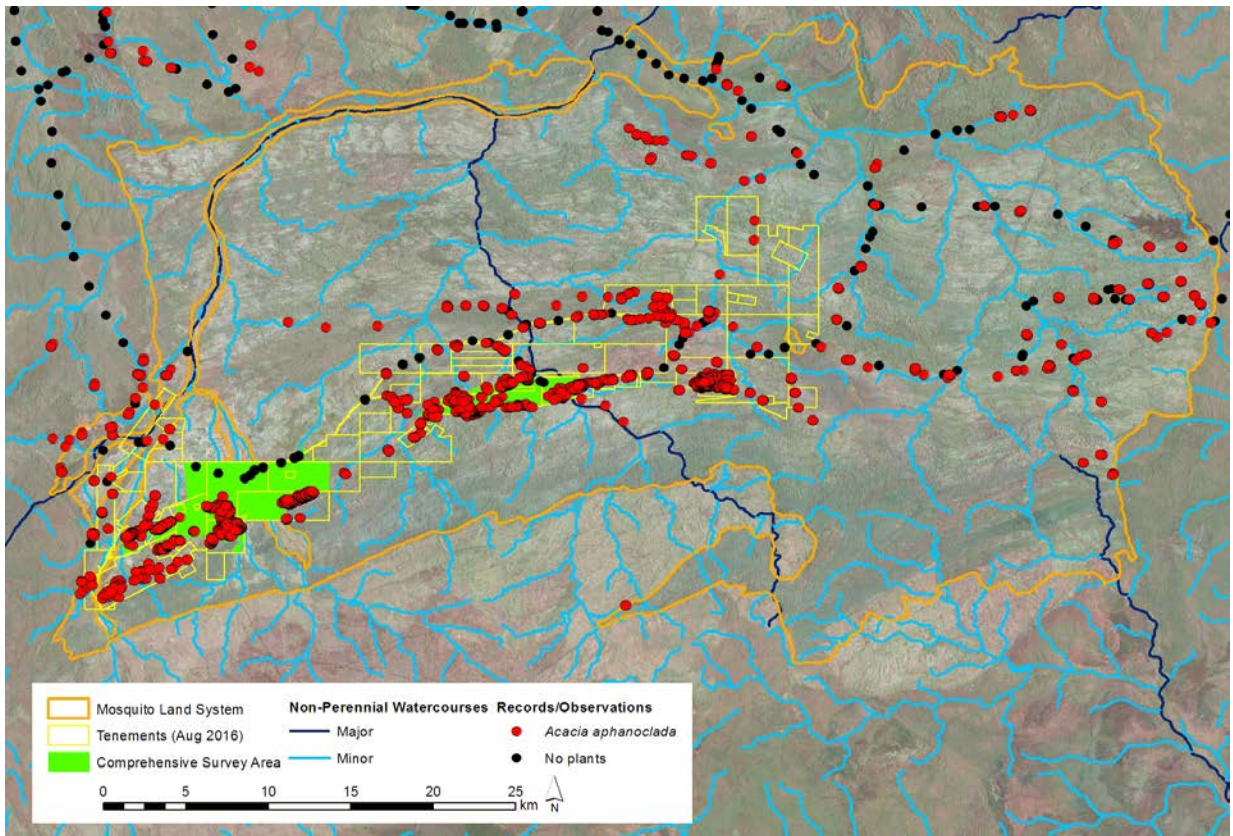 Mosquito Land System
Tenements (Aug 2016)
Comprehensive Survey Area
Non-Perennial Watercourses
Major
Minor
Records/Observations
Acacia aphanoclada
No plants
0 5 10 15 20 25
km
N